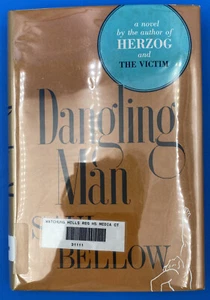 a novel
by the author of
HERZOG
and
THE VICTIM
Dangling
Man
BELLOW